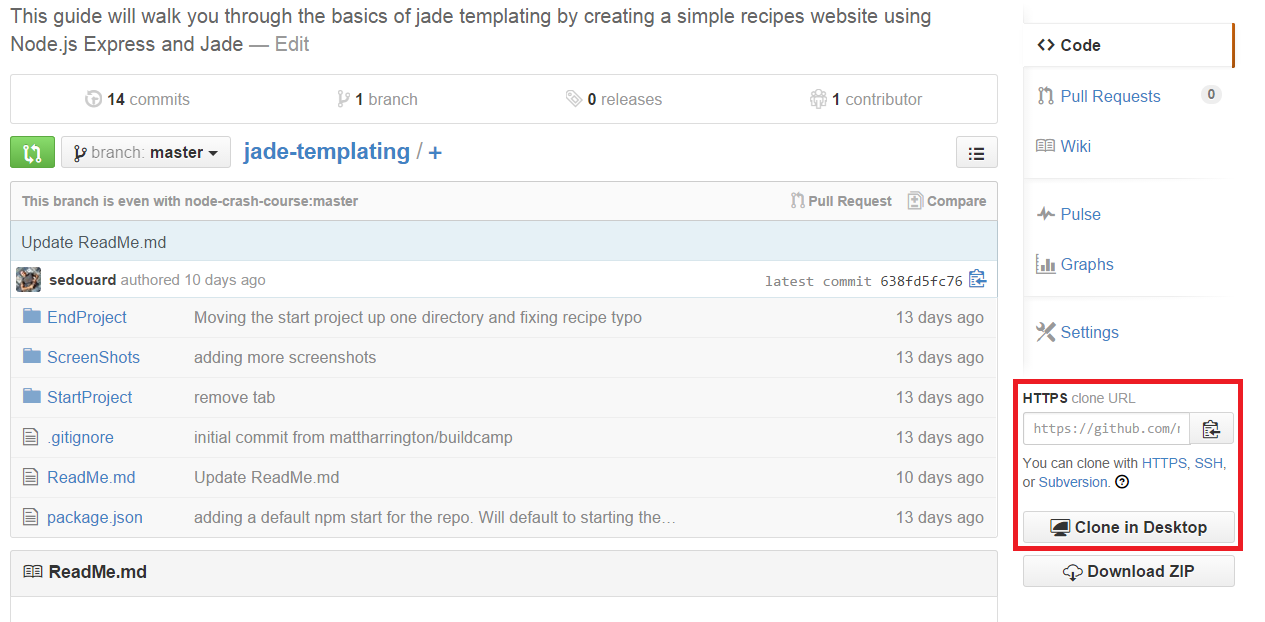 This guide will walk you through the basics of jade templating by creating a simple recipes website using
Node.js Express and Jade — Edit
14 commits
1 branch
0 releases
1 contributor
branch: master
jade-templating / +
This branch is even with node-crash-course:master
Pull Request
Compare
Update ReadMe.md
sedouard authored 10 days ago
latest commit 638fd5fc76
EndProject Moving the start project up one directory and fixing recipe typo 13 days ago
ScreenShots adding more screenshots 13 days ago
StartProject remove tab 13 days ago
.gitignore initial commit from mattharrington/buildcamp 13 days ago
ReadMe.md Update ReadMe.md 10 days ago
package.json adding a default npm start for the repo. Will default to starting the… 13 days ago
ReadMe.md
Code
Pull Requests 0
Wiki
Pulse
Graphs
Settings
HTTPS clone URL
https://github.com/
You can clone with HTTPS, SSH,
or Subversion.
Clone in Desktop
Download ZIP